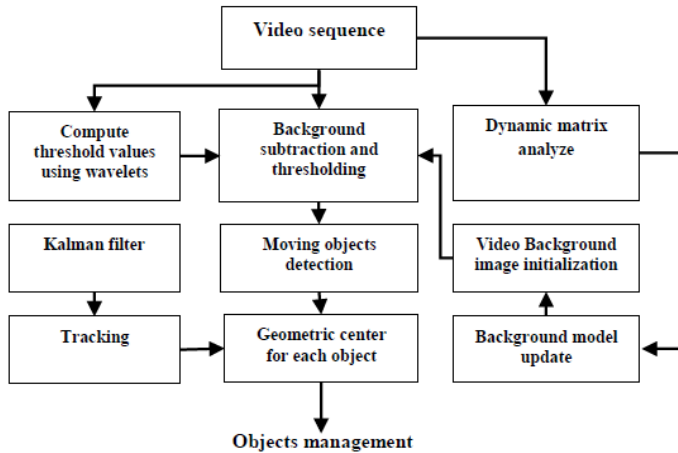 Video sequence
Compute
threshold values
using wavelets
Background
subtraction and
thresholding
Dynamic matrix
analyze
Kalman filter
Moving objects
detection
Video Background
image initialization
Tracking
Geometric center
for each object
Background model
update
Objects management